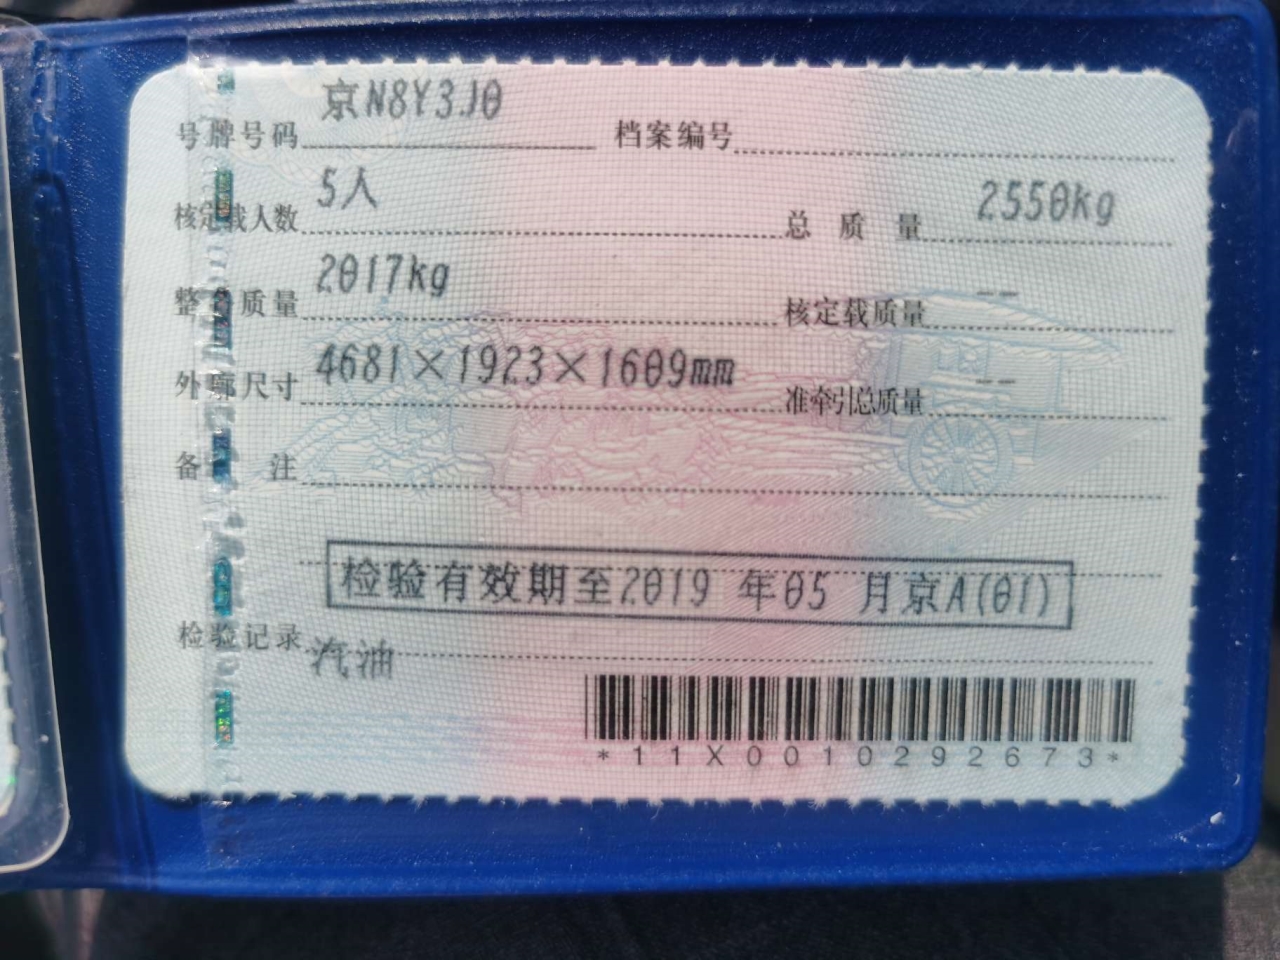 号牌号码 京N8Y3J0 档案编号
核定载人数 5人 总质量 2550kg
整备质量 2017kg 核定载质量 --
外廓尺寸 4681×1923×1609mm 准牵引总质量 --
备注
检验有效期至2019 年05 月京A(01)
检验记录
汽油
*11X0010292673*